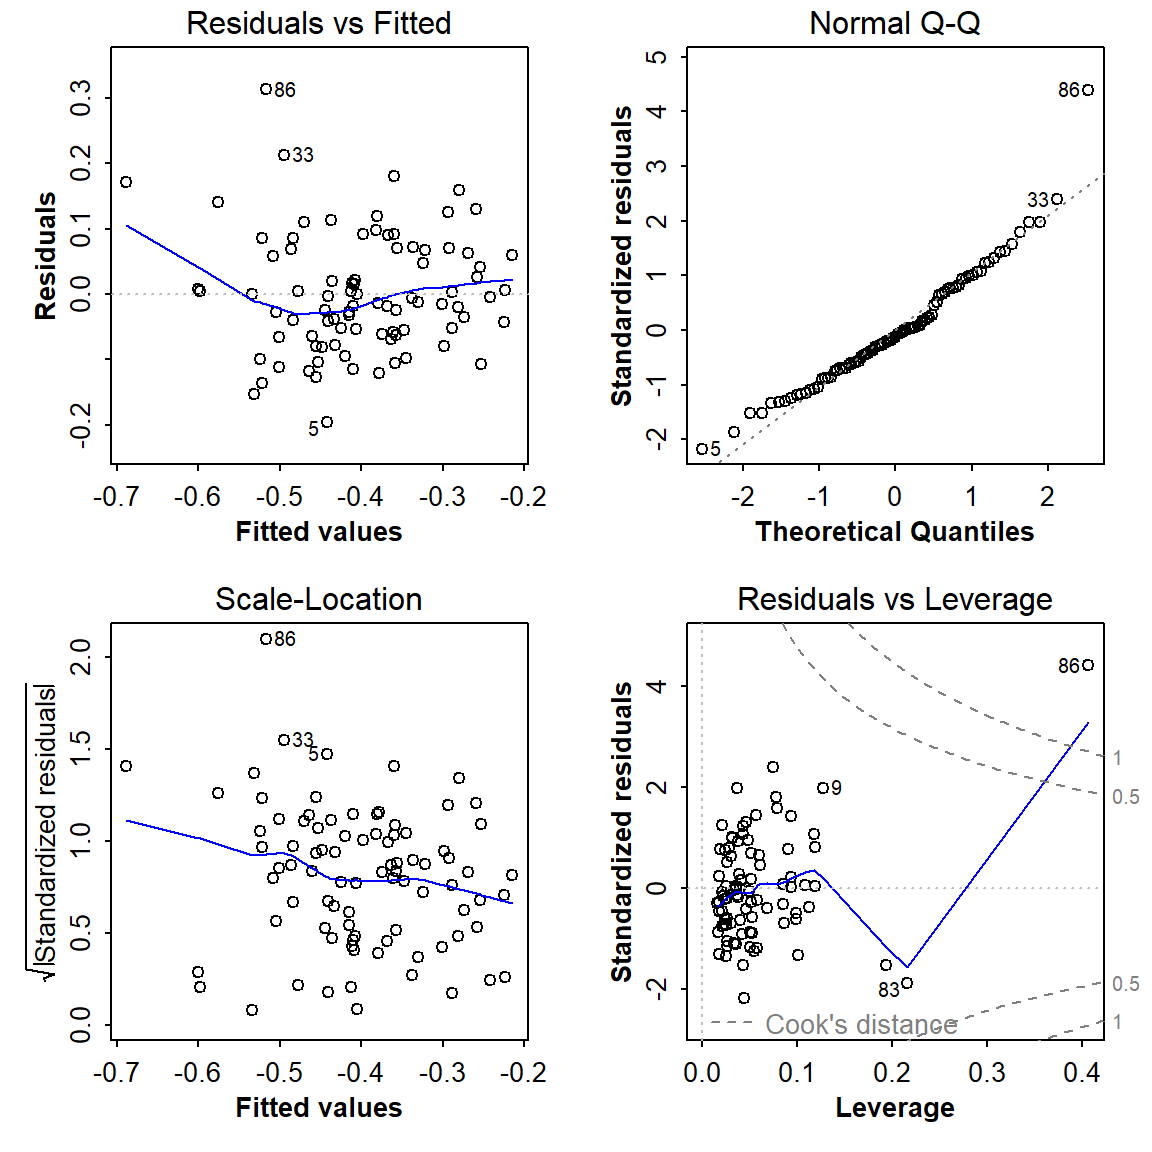 Residuals vs Fitted
Residuals
0.3
0.2
0.1
0.0
-0.2
86
33
5
-0.7 -0.6 -0.5 -0.4 -0.3 -0.2
Fitted values
Normal Q-Q
Standardized residuals
5
4
3
2
1
0
-1
-2
86
33
5
-2 -1 0 1 2
Theoretical Quantiles
Scale-Location
√|Standardized residuals|
2.0
1.5
1.0
0.5
0.0
86
33
5
-0.7 -0.6 -0.5 -0.4 -0.3 -0.2
Fitted values
Residuals vs Leverage
Standardized residuals
4
2
0
-2
86
9
83
1
0.5
0.5
1
Cook's distance
0.0 0.1 0.2 0.3 0.4
Leverage